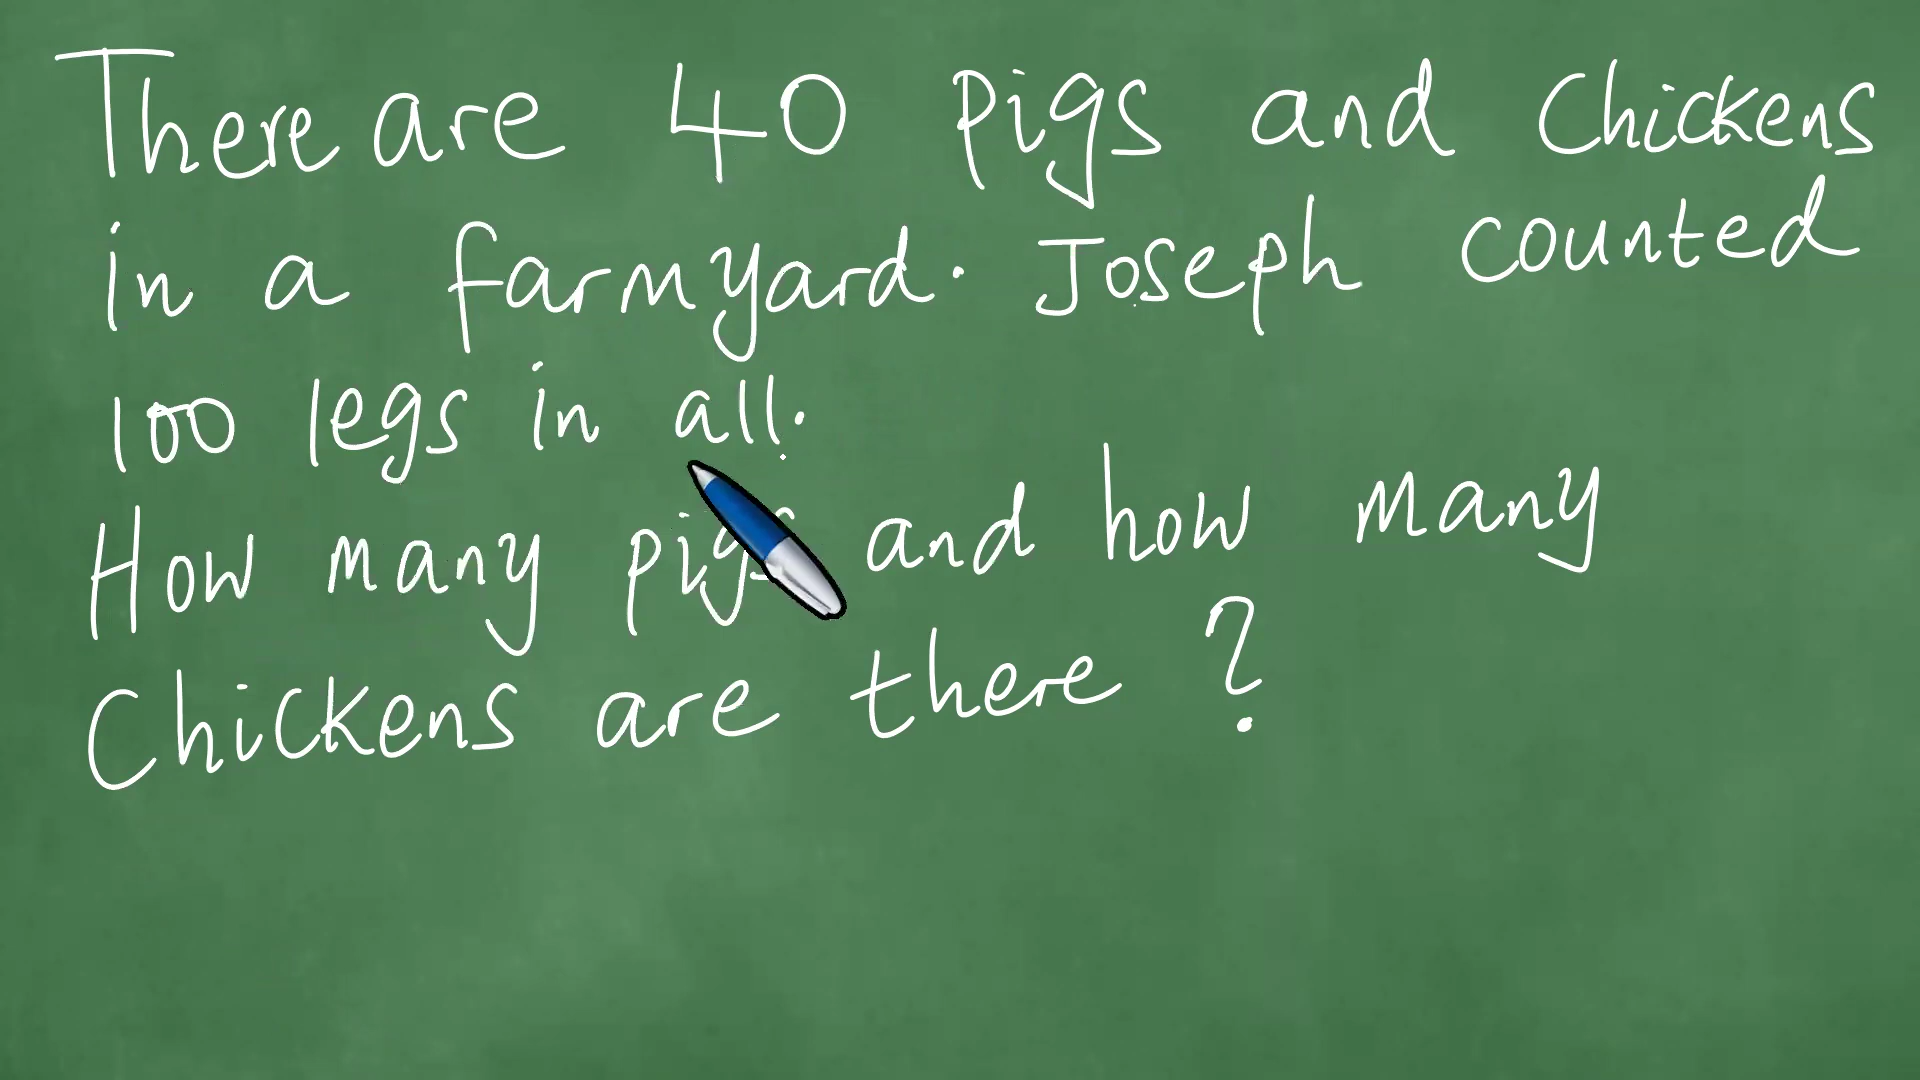 There are 40 pigs and chickens
in a farmyard. Joseph counted
100 legs in all.
How many pigs and how many
Chickens are there ?